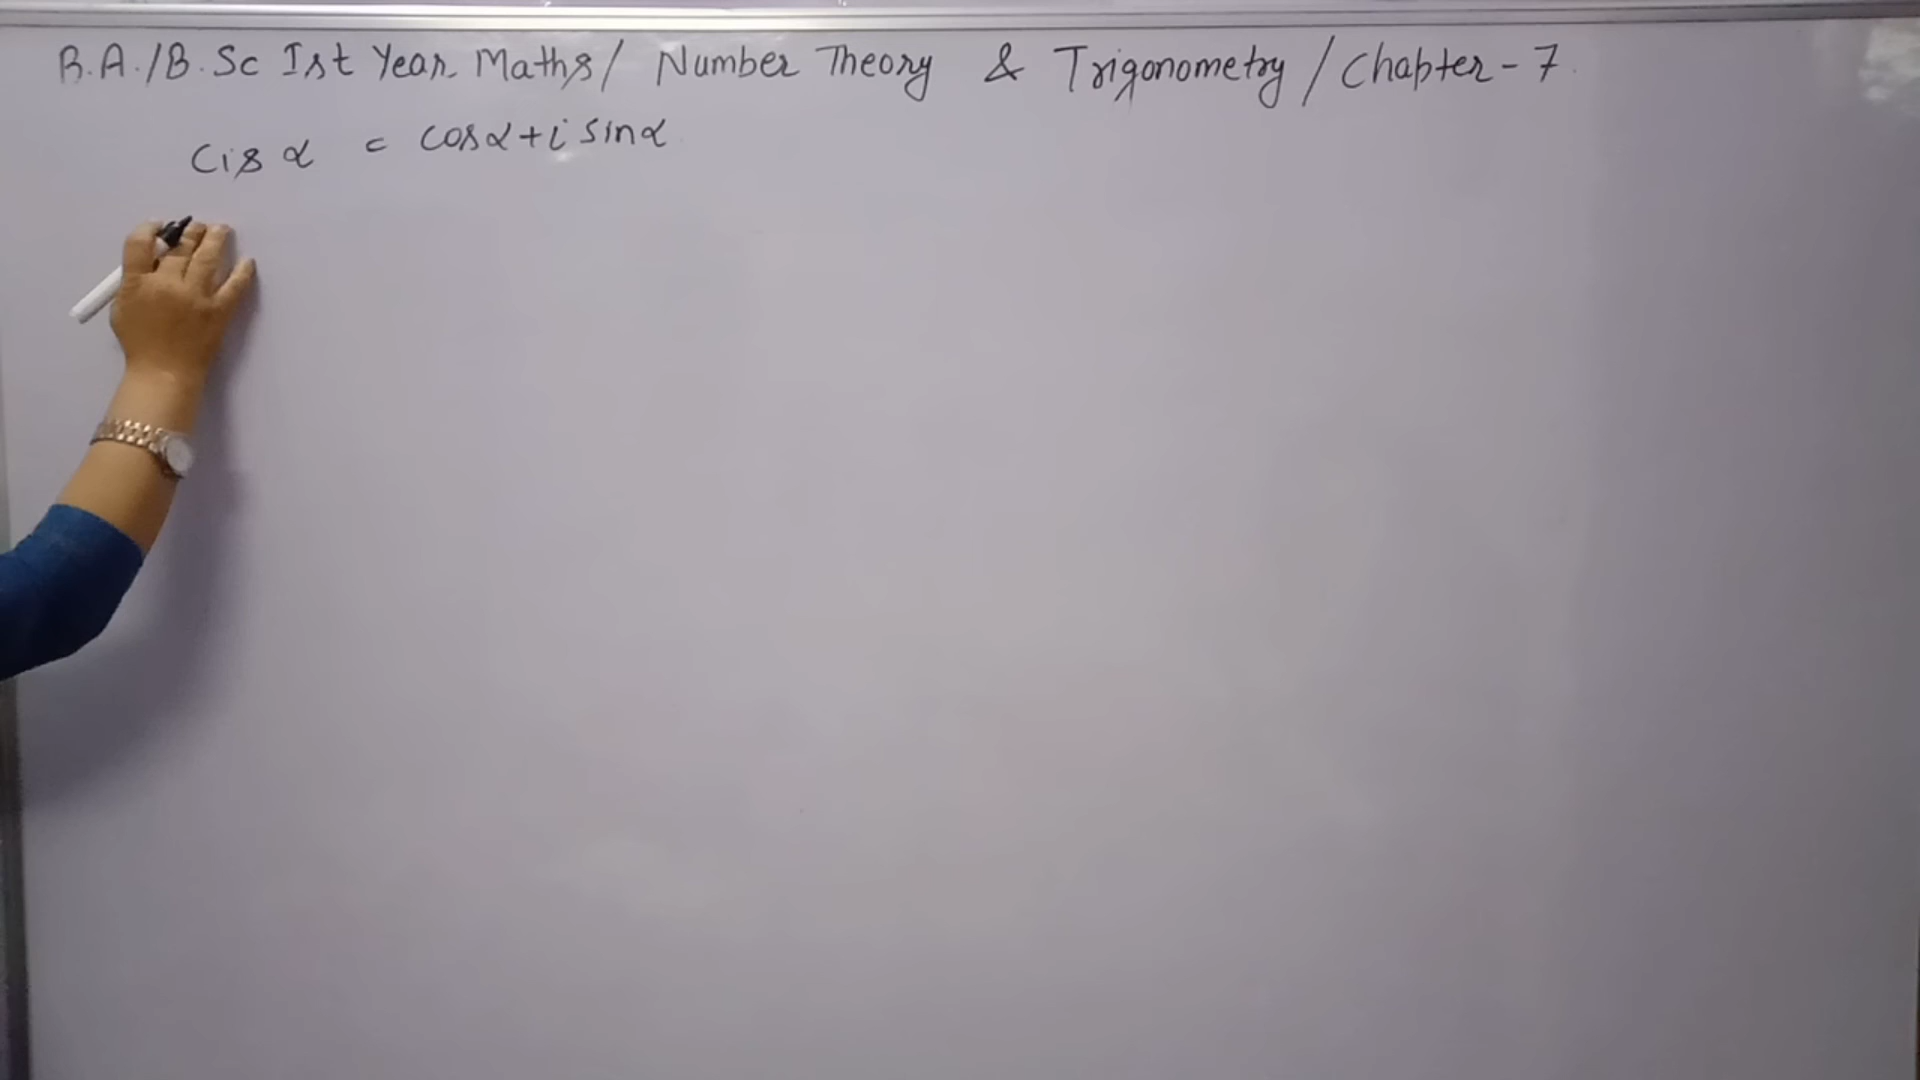 B.A./B.Sc Ist Year Maths/ Number Theory & Trigonometry / Chapter-7.
Cis α = cosα+i sinα